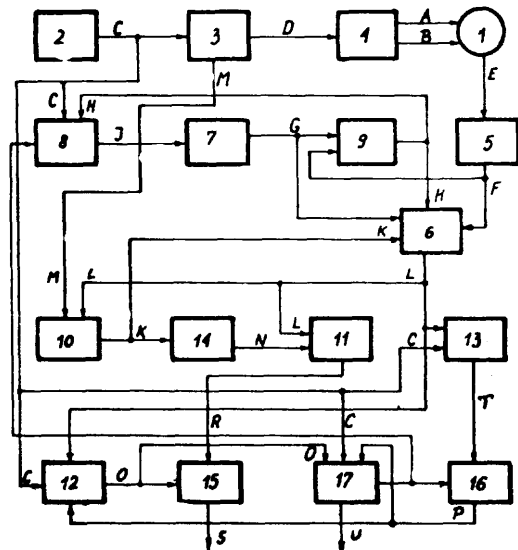 C A
2 3 D 4 B 1
M E
C H
8 J 7 G 9 5
F
H
K 6
M L L
10 K 14 N L 11 C 13
R C T
O
C 12 O 15 17 16
P
S U